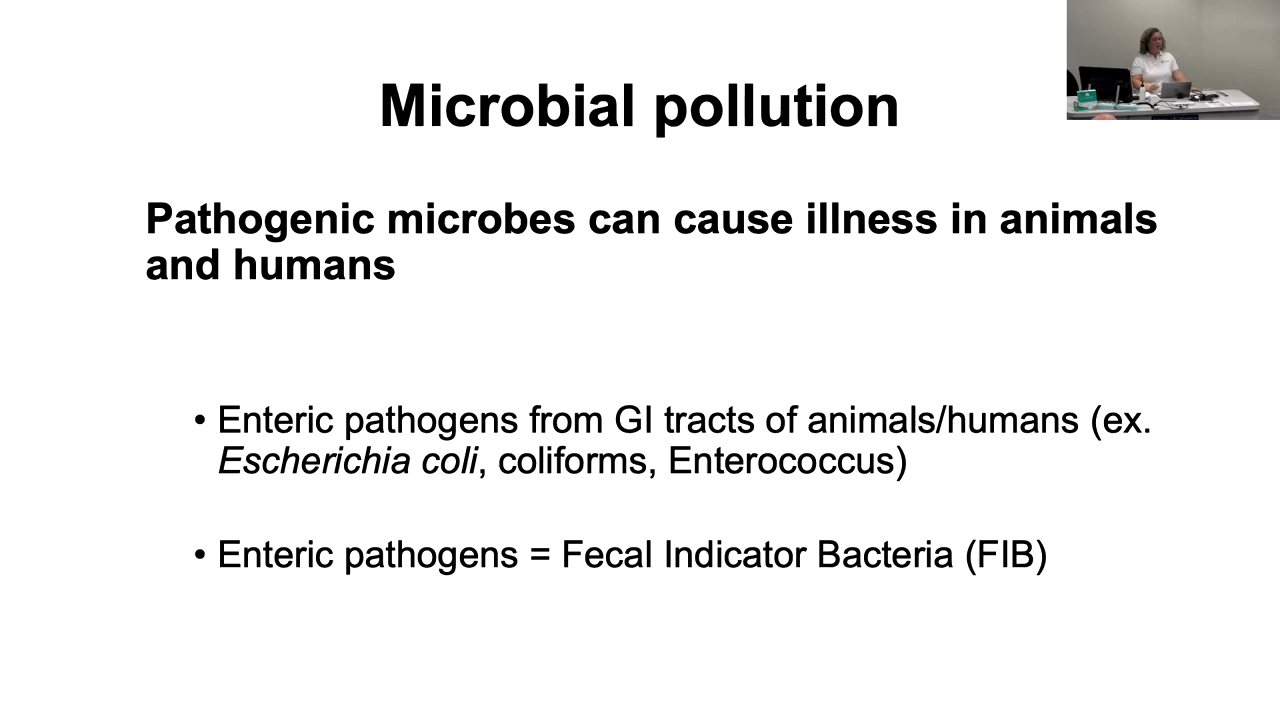 Microbial pollution
Pathogenic microbes can cause illness in animals
and humans
• Enteric pathogens from GI tracts of animals/humans (ex.
Escherichia coli, coliforms, Enterococcus)
• Enteric pathogens = Fecal Indicator Bacteria (FIB)